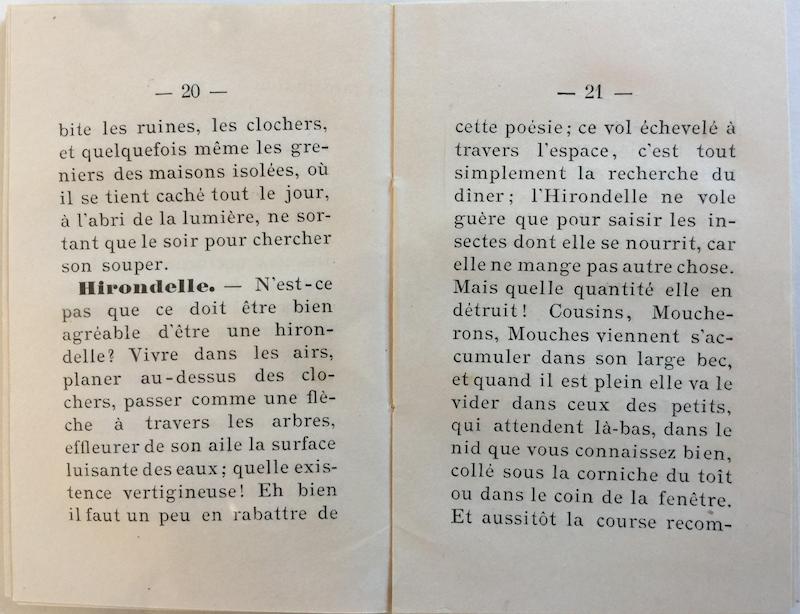 — 20 —
bite les ruines, les clochers,
et quelquefois même les gre-
niers des maisons isolées, où
il se tient caché tout le jour,
à l'abri de la lumière, ne sor-
tant que le soir pour chercher
son souper.
Hirondelle. — N'est-ce
pas que ce doit être bien
agréable d'être une hiron-
delle? Vivre dans les airs,
planer au-dessus des clo-
chers, passer comme une flè-
che à travers les arbres,
effleurer de son aile la surface
luisante des eaux; quelle exis-
tence vertigineuse! Eh bien
il faut un peu en rabattre de
— 21 —
cette poésie; ce vol échevelé à
travers l'espace, c'est tout
simplement la recherche du
dîner; l'Hirondelle ne vole
guère que pour saisir les in-
sectes dont elle se nourrit, car
elle ne mange pas autre chose.
Mais quelle quantité elle en
détruit! Cousins, Mouche-
rons, Mouches viennent s'ac-
cumuler dans son large bec,
et quand il est plein elle va le
vider dans ceux des petits,
qui attendent là-bas, dans le
nid que vous connaissez bien,
collé sous la corniche du toît
ou dans le coin de la fenêtre.
Et aussitôt la course recom-